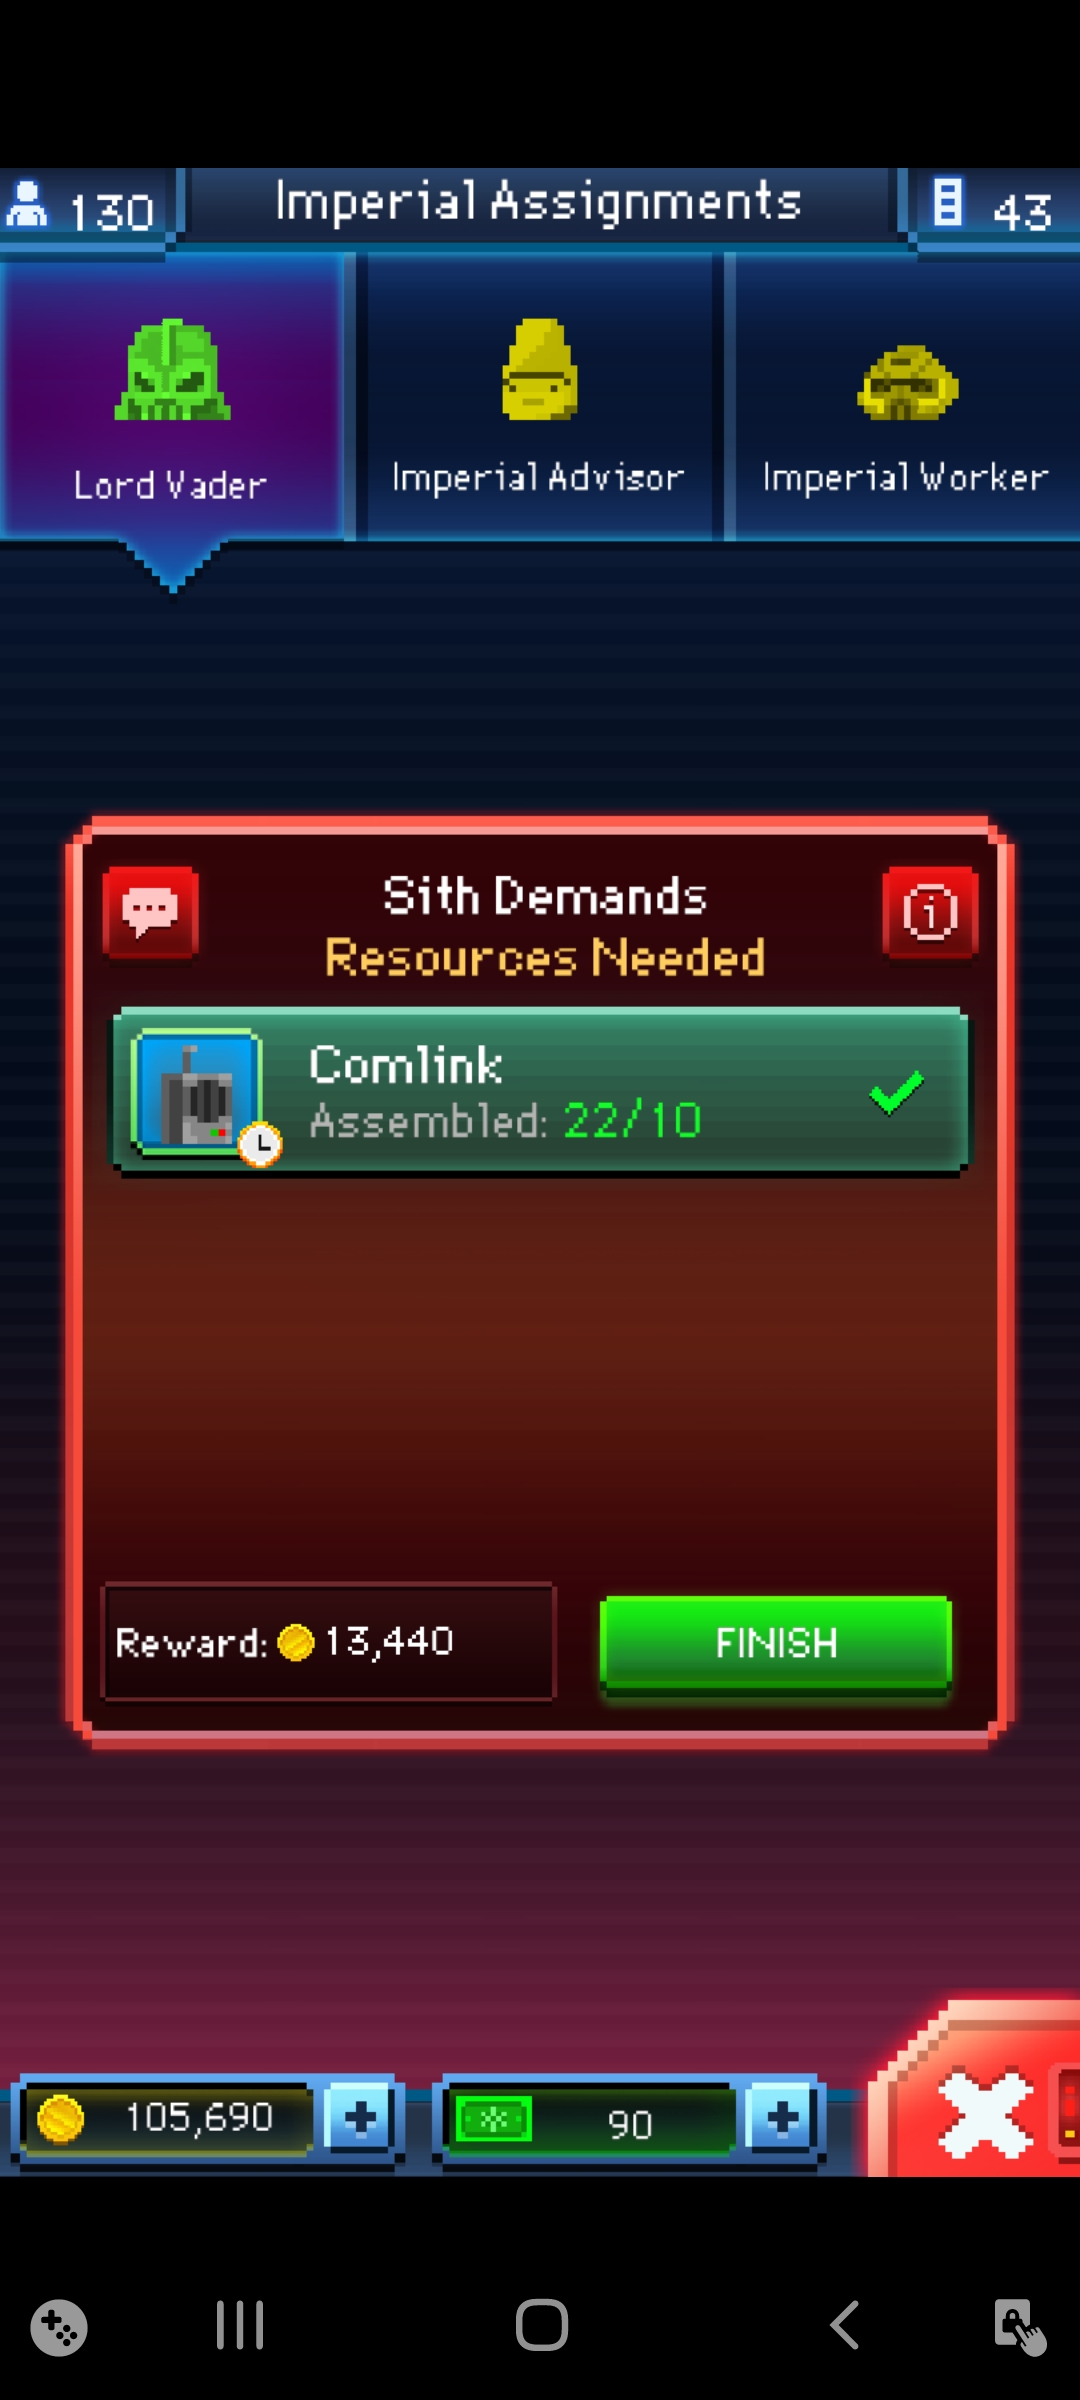 130
Imperial Assignments
43
Lord Vader
Imperial Advisor
Imperial Worker
Sith Demands
Resources Needed
Comlink
Assembled: 22/10
Reward: 13,440
FINISH
105,690
90